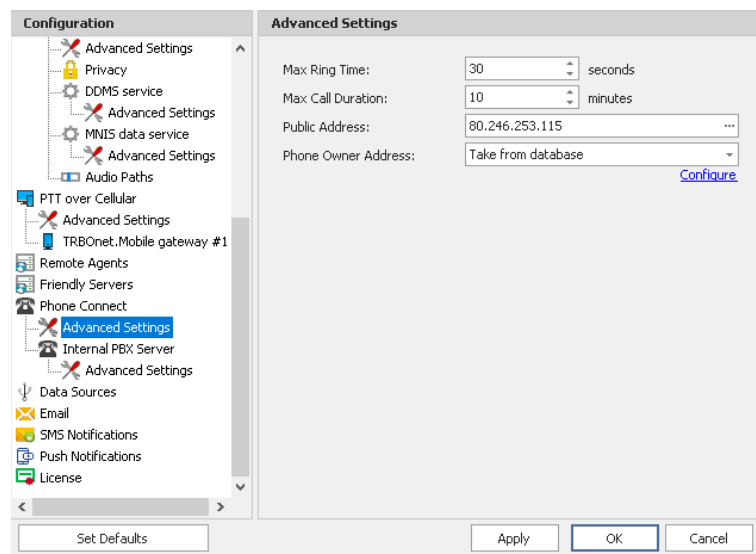 Configuration
Advanced Settings
Privacy
DDMS service
Advanced Settings
MNIS data service
Advanced Settings
Audio Paths
PTT over Cellular
Advanced Settings
TRBOnet.Mobile gateway #1
Remote Agents
Friendly Servers
Phone Connect
Advanced Settings
Internal PBX Server
Advanced Settings
Data Sources
Email
SMS Notifications
Push Notifications
License
Set Defaults
Advanced Settings
Max Ring Time: 30 seconds
Max Call Duration: 10 minutes
Public Address: 80.246.253.115 ...
Phone Owner Address: Take from database
Configure
Apply OK Cancel